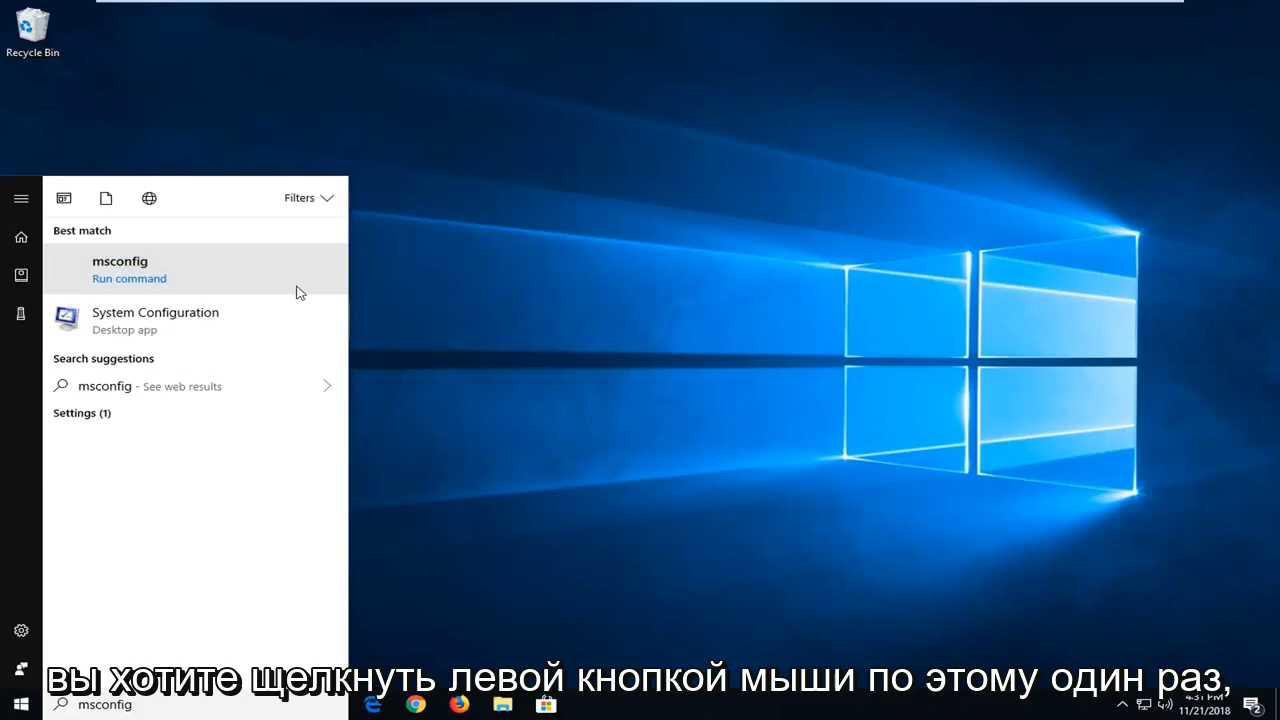 Recycle Bin
Filters
Best match
msconfig
Run command
System Configuration
Desktop app
Search suggestions
msconfig - See web results
Settings (1)
вы хотите щелкнуть левой кнопкой мыши по этому один раз,
msconfig
4:31 PM
11/21/2018
2